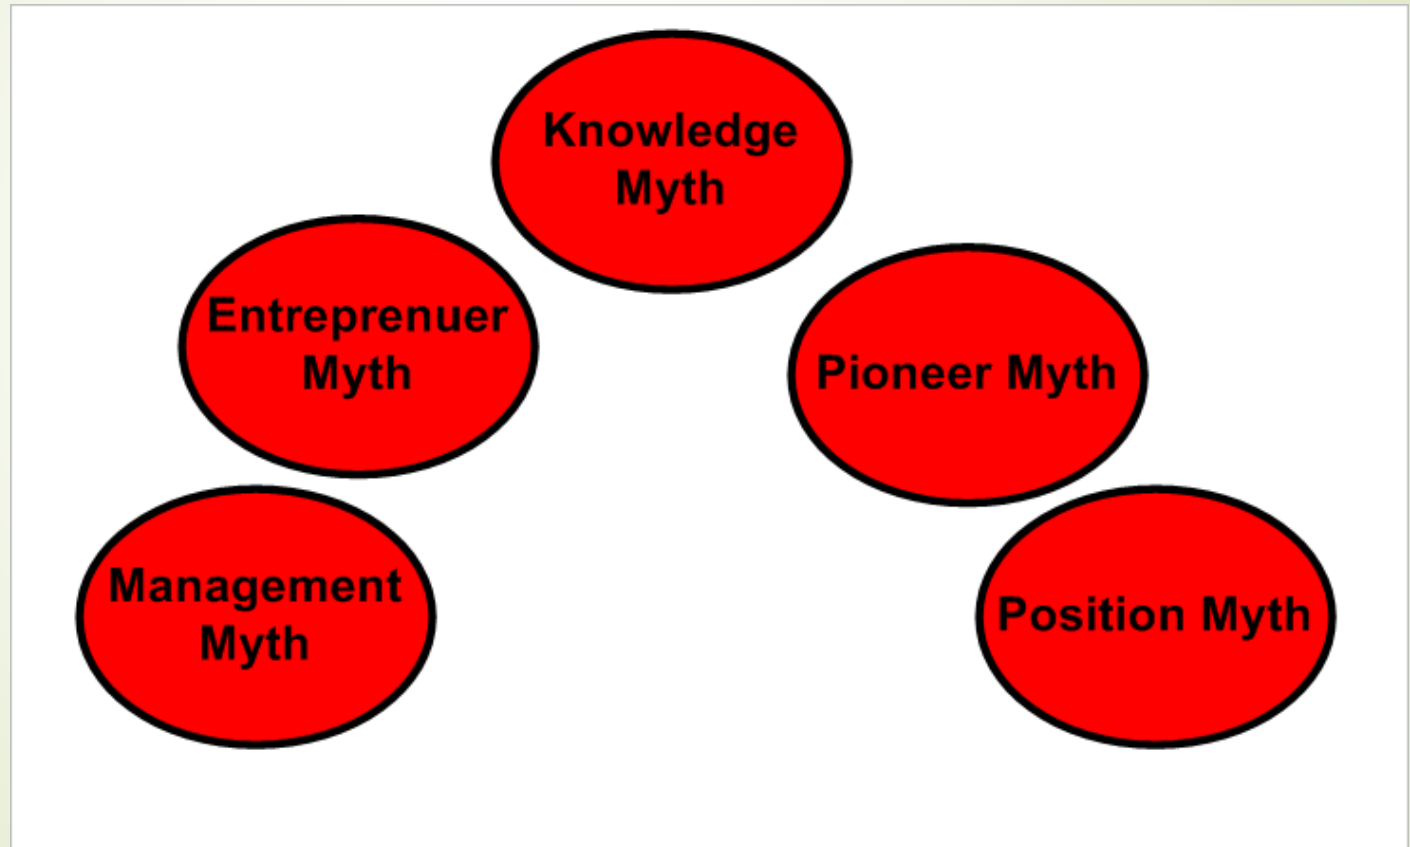 Knowledge
Myth
Entreprenuer
Myth
Pioneer Myth
Management
Myth
Position Myth